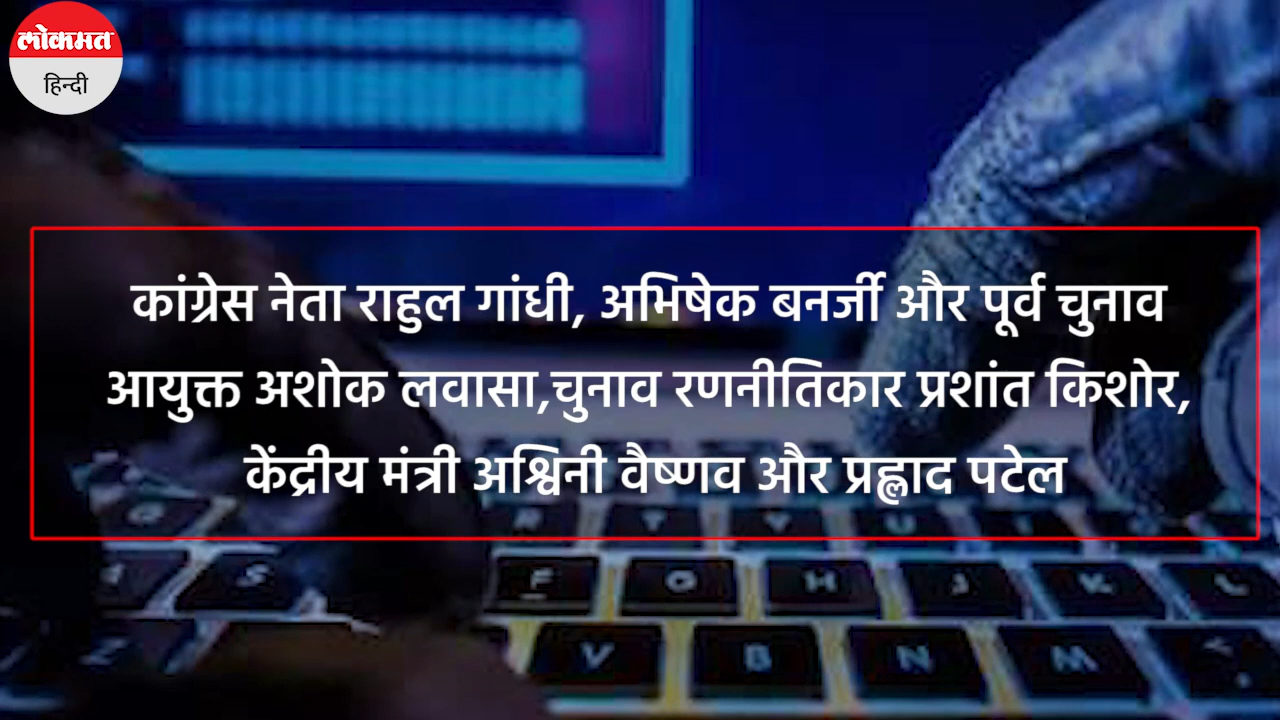 लोकमत
हिन्दी
कांग्रेस नेता राहुल गांधी, अभिषेक बनर्जी और पूर्व चुनाव
आयुक्त अशोक लवासा,चुनाव रणनीतिकार प्रशांत किशोर,
केंद्रीय मंत्री अश्विनी वैष्णव और प्रह्लाद पटेल
R T Y U I
A S F G H J K L
Z V B N M